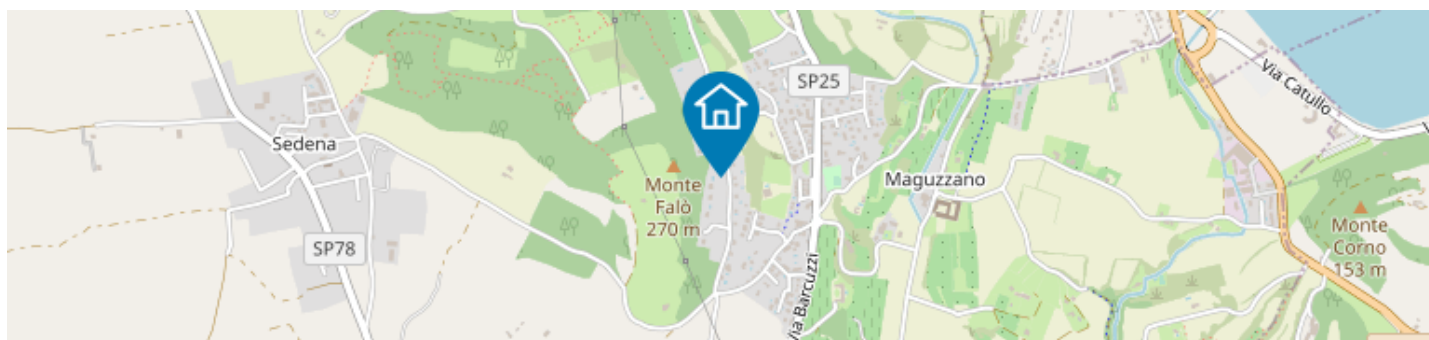 SP25
Via Catullo
Sedena
Monte
Falò
270 m
Maguzzano
SP78
Via Barcuzzi
Monte
Corno
153 m